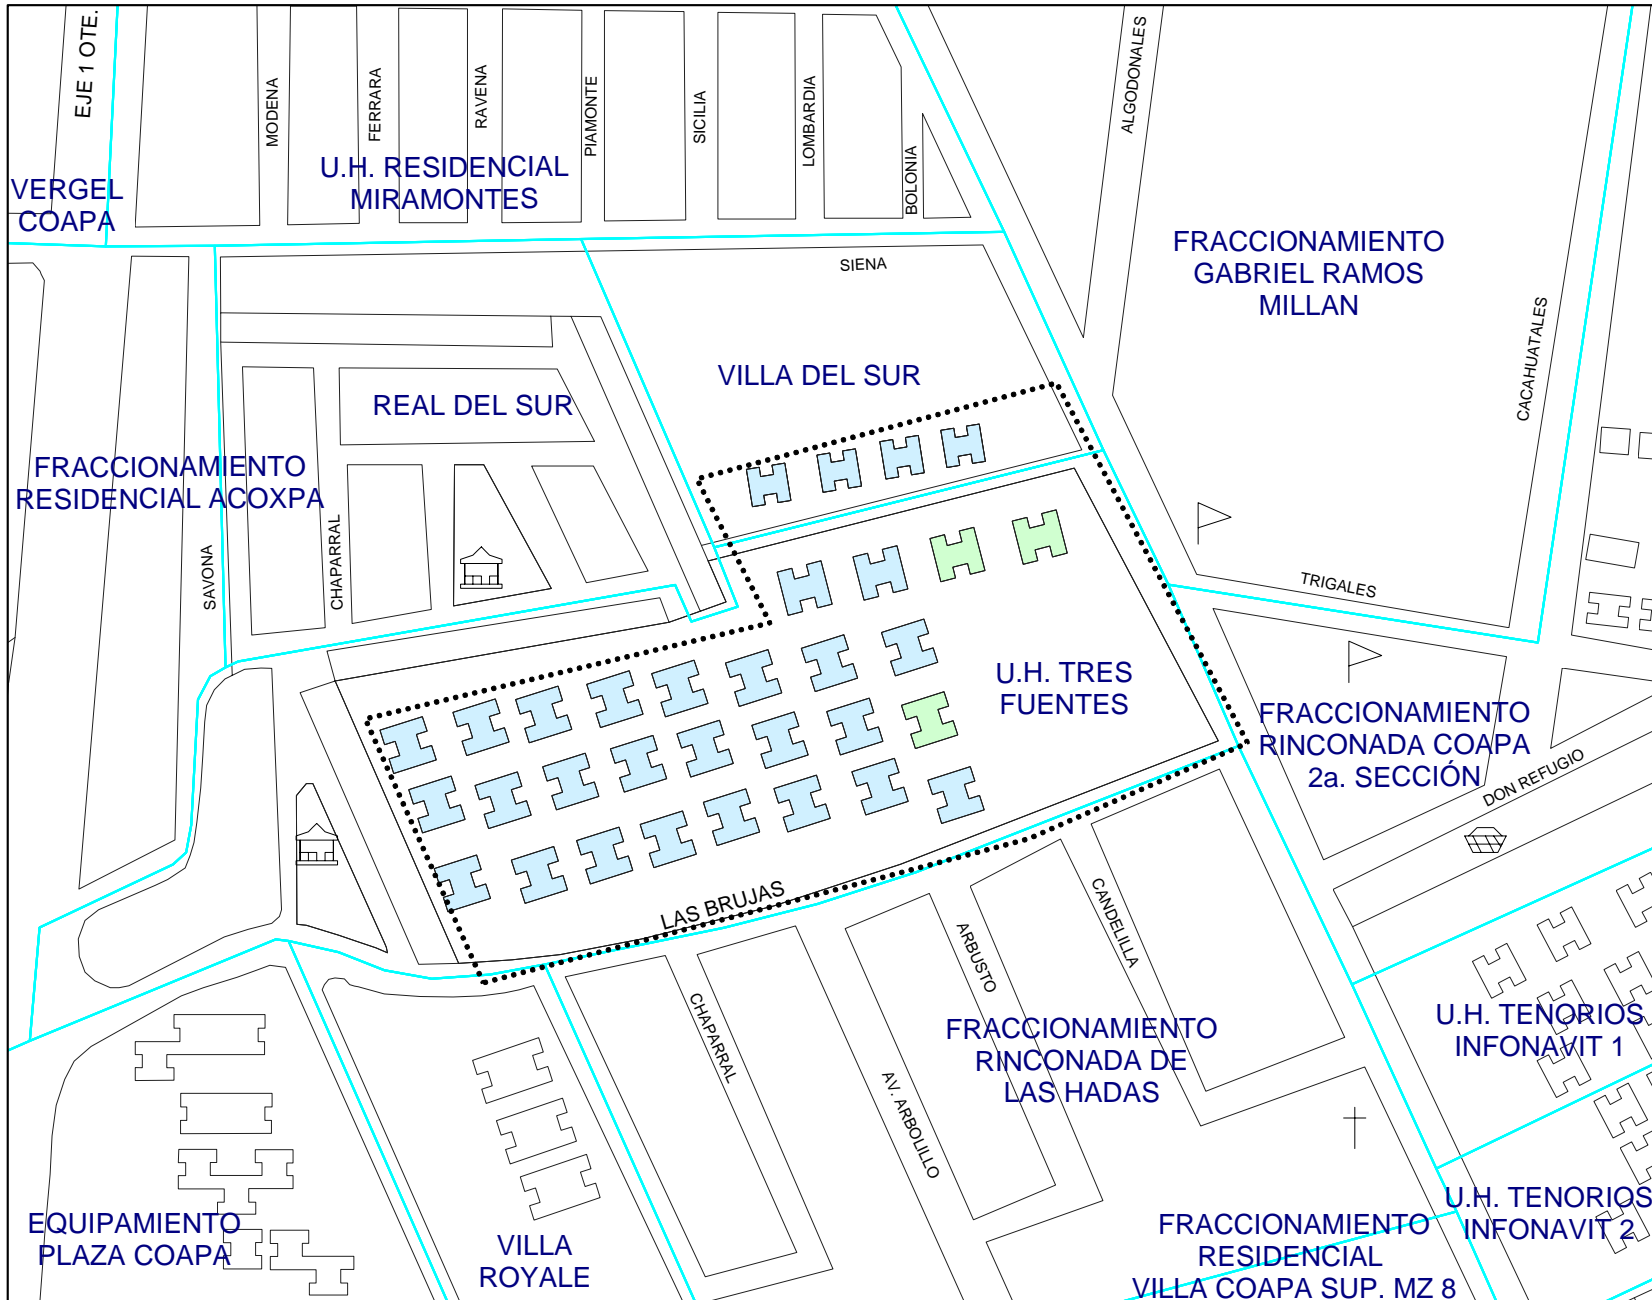 EJE 1 OTE.
MODENA
FERRARA
RAVENA
PIAMONTE
SICILIA
LOMBARDIA
BOLONIA
ALGODONALES
VERGEL
COAPA
U.H. RESIDENCIAL
MIRAMONTES
SIENA
FRACCIONAMIENTO
GABRIEL RAMOS
MILLAN
CACAHUATALES
VILLA DEL SUR
REAL DEL SUR
FRACCIONAMIENTO
RESIDENCIAL ACOXPA
SAVONA
CHAPARRAL
TRIGALES
U.H. TRES
FUENTES
FRACCIONAMIENTO
RINCONADA COAPA
2a. SECCIÓN
DON REFUGIO
LAS BRUJAS
CANDELILLA
ARBUSTO
CHAPARRAL
AV. ARBOLILLO
FRACCIONAMIENTO
RINCONADA DE
LAS HADAS
U.H. TENORIOS
INFONAVIT 1
U.H. TENORIOS
INFONAVIT 2
EQUIPAMIENTO
PLAZA COAPA
VILLA
ROYALE
FRACCIONAMIENTO
RESIDENCIAL
VILLA COAPA SUP. MZ 8